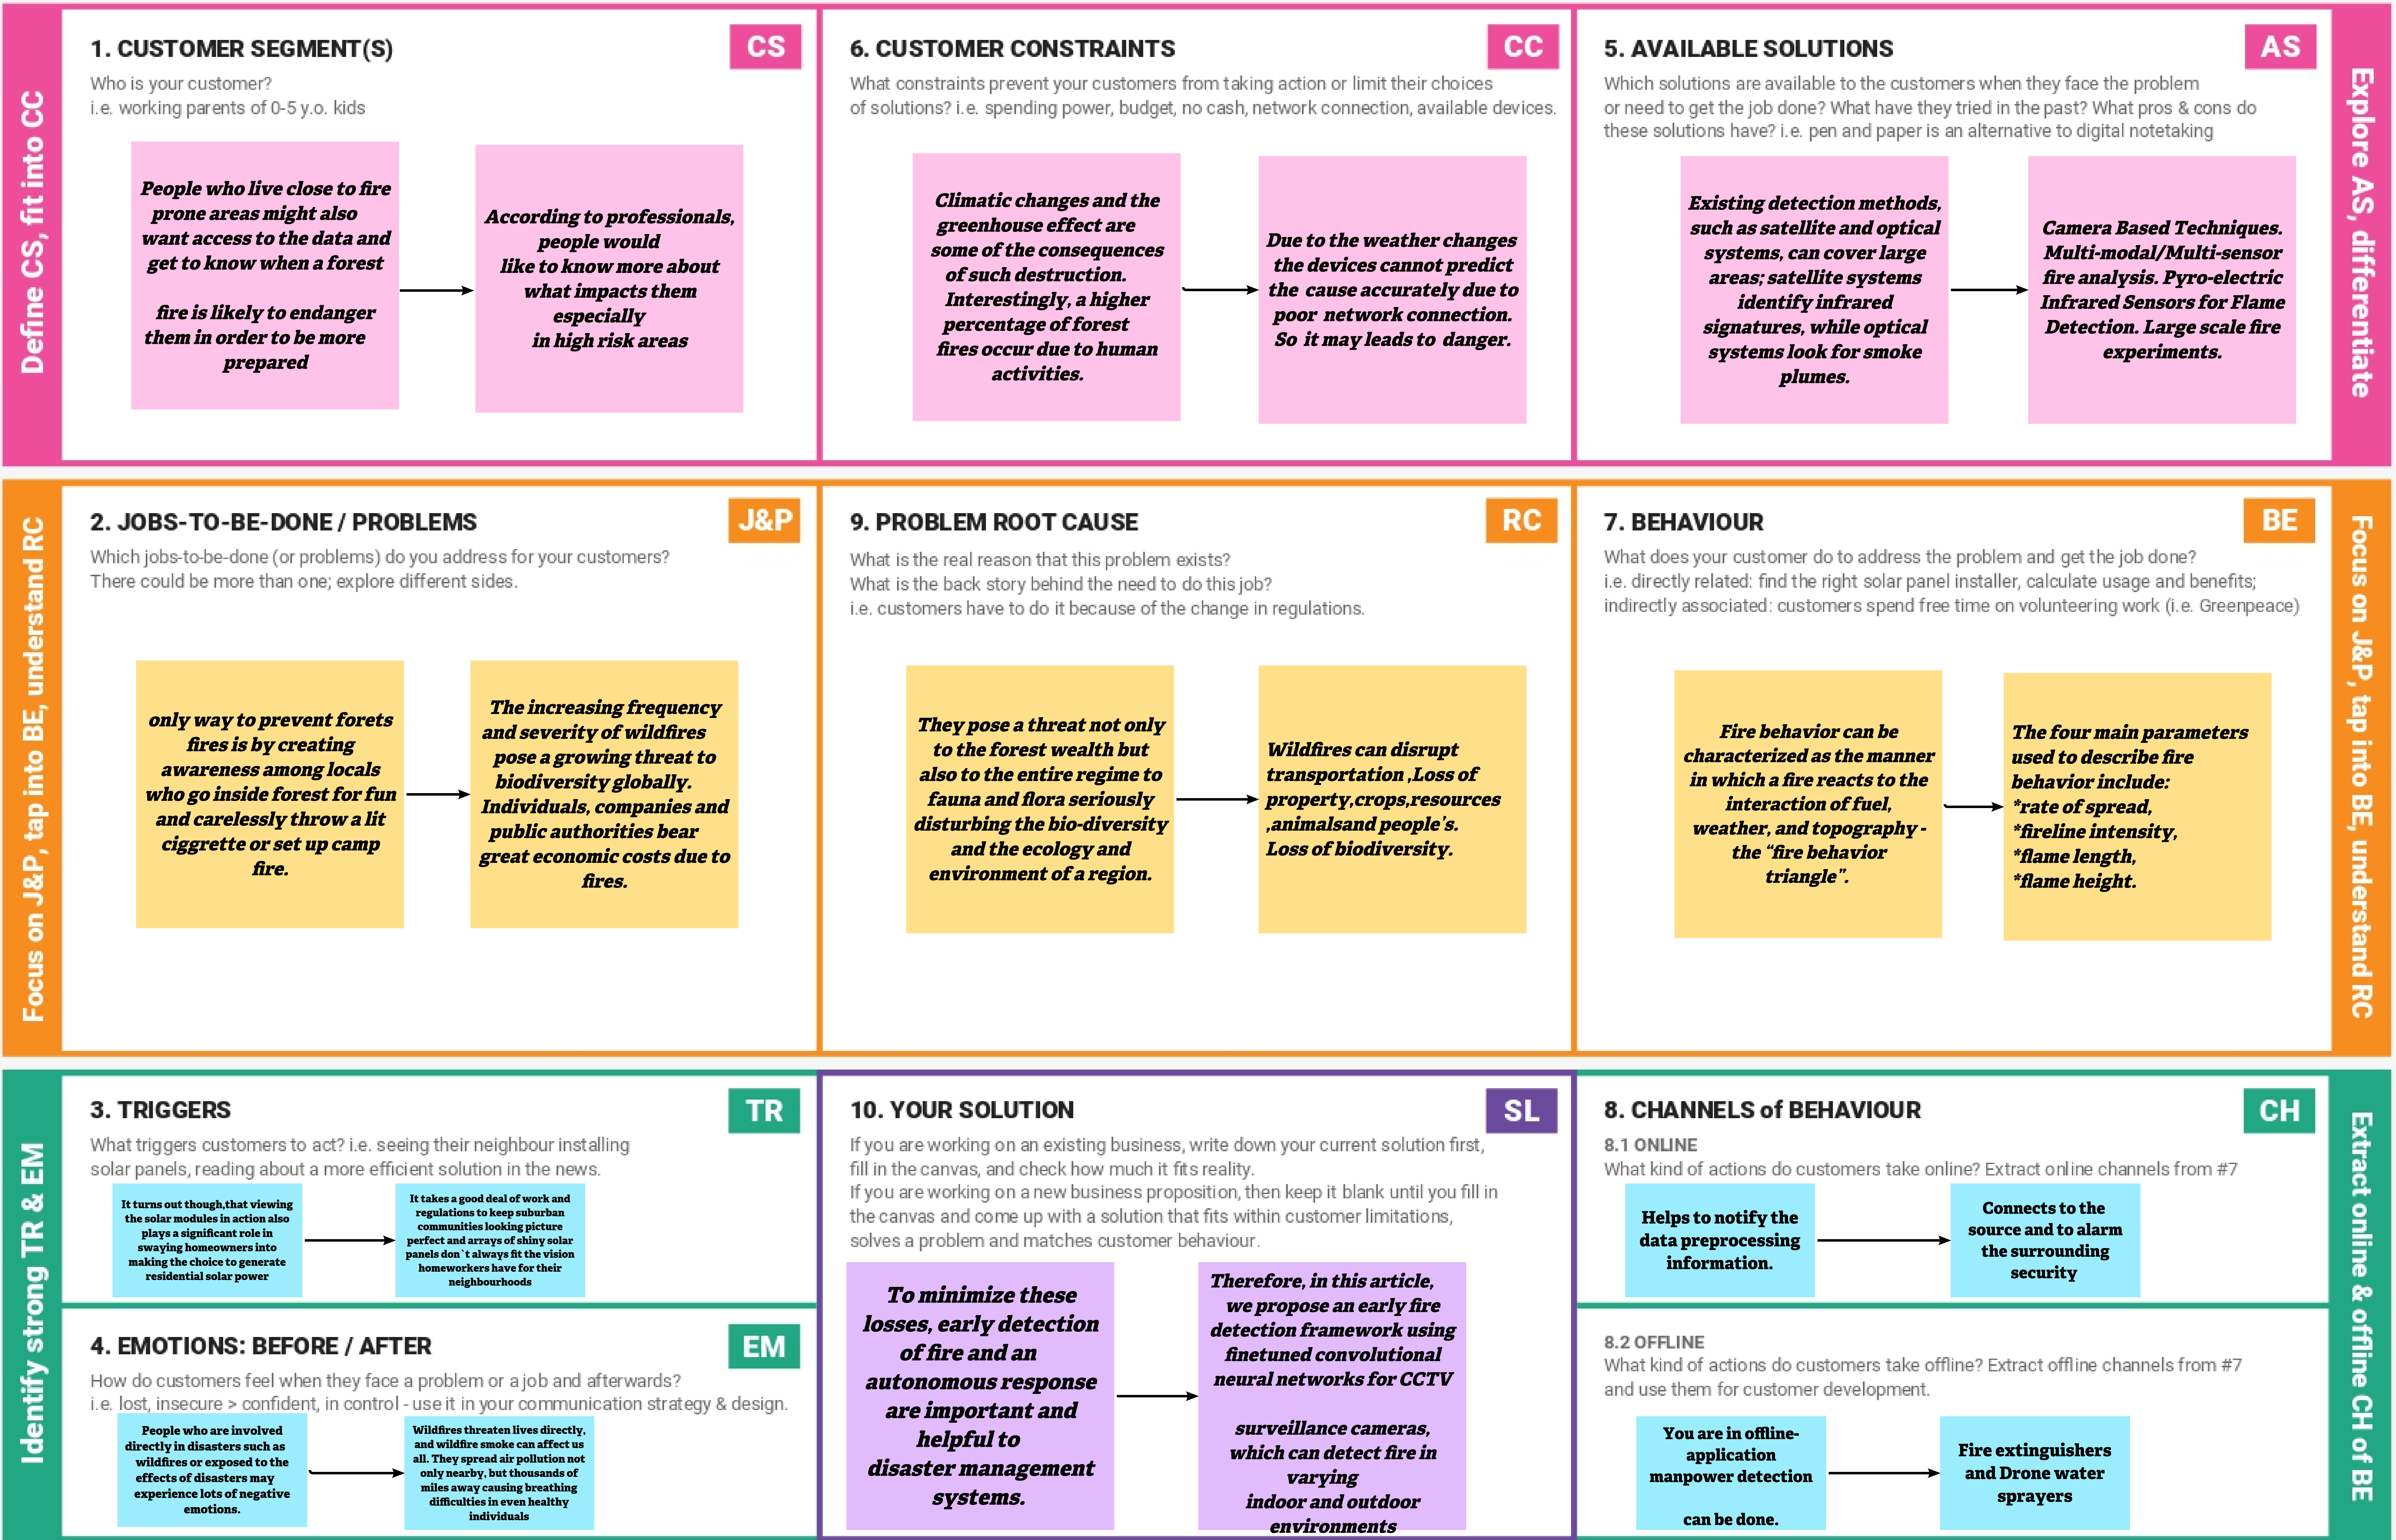 Define CS, fit into CC
1. CUSTOMER SEGMENT(S)
CS
Who is your customer?
i.e. working parents of 0-5 y.o. kids
People who live close to fire
prone areas might also
want access to the data and
get to know when a forest
fire is likely to endanger
them in order to be more
prepared
According to professionals,
people would
like to know more about
what impacts them
especially
in high risk areas
6. CUSTOMER CONSTRAINTS
CC
What constraints prevent your customers from taking action or limit their choices
of solutions? i.e. spending power, budget, no cash, network connection, available devices.
Climatic changes and the
greenhouse effect are
some of the consequences
of such destruction.
Interestingly, a higher
percentage of forest
fires occur due to human
activities.
Due to the weather changes
the devices cannot predict
the cause accurately due to
poor network connection.
So it may leads to danger.
5. AVAILABLE SOLUTIONS
AS
Which solutions are available to the customers when they face the problem
or need to get the job done? What have they tried in the past? What pros & cons do
these solutions have? i.e. pen and paper is an alternative to digital notetaking
Existing detection methods,
such as satellite and optical
systems, can cover large
areas; satellite systems
identify infrared
signatures, while optical
systems look for smoke
plumes.
Camera Based Techniques.
Multi-modal/Multi-sensor
fire analysis. Pyro-electric
Infrared Sensors for Flame
Detection. Large scale fire
experiments.
Explore AS, differentiate
Focus on J&P, tap into BE, understand RC
2. JOBS-TO-BE-DONE / PROBLEMS
J&P
Which jobs-to-be-done (or problems) do you address for your customers?
There could be more than one; explore different sides.
only way to prevent forets
fires is by creating
awareness among locals
who go inside forest for fun
and carelessly throw a lit
ciggrette or set up camp
fire.
The increasing frequency
and severity of wildfires
pose a growing threat to
biodiversity globally.
Individuals, companies and
public authorities bear
great economic costs due to
fires.
9. PROBLEM ROOT CAUSE
RC
What is the real reason that this problem exists?
What is the back story behind the need to do this job?
i.e. customers have to do it because of the change in regulations.
They pose a threat not only
to the forest wealth but
also to the entire regime to
fauna and flora seriously
disturbing the bio-diversity
and the ecology and
environment of a region.
Wildfires can disrupt
transportation ,Loss of
property,crops,resources
,animalsand people's.
Loss of biodiversity.
7. BEHAVIOUR
BE
What does your customer do to address the problem and get the job done?
i.e. directly related: find the right solar panel installer, calculate usage and benefits;
indirectly associated: customers spend free time on volunteering work (i.e. Greenpeace)
Fire behavior can be
characterized as the manner
in which a fire reacts to the
interaction of fuel,
weather, and topography -
the “fire behavior
triangle”.
The four main parameters
used to describe fire
behavior include:
*rate of spread,
*fireline intensity,
*flame length,
*flame height.
Focus on J&P, tap into BE, understand RC
Identify strong TR & EM
3. TRIGGERS
TR
What triggers customers to act? i.e. seeing their neighbour installing
solar panels, reading about a more efficient solution in the news.
It turns out though,that viewing
the solar modules in action also
plays a significant role in
swaying homeowners into
making the choice to generate
residential solar power
It takes a good deal of work and
regulations to keep suburban
communities looking picture
perfect and arrays of shiny solar
panels don`t always fit the vision
homeworkers have for their
neighbourhoods
4. EMOTIONS: BEFORE / AFTER
EM
How do customers feel when they face a problem or a job and afterwards?
i.e. lost, insecure > confident, in control - use it in your communication strategy & design.
People who are involved
directly in disasters such as
wildfires or exposed to the
effects of disasters may
experience lots of negative
emotions.
Wildfires threaten lives directly,
and wildfire smoke can affect us
all. They spread air pollution not
only nearby, but thousands of
miles away causing breathing
difficulties in even healthy
individuals
10. YOUR SOLUTION
SL
If you are working on an existing business, write down your current solution first,
fill in the canvas, and check how much it fits reality.
If you are working on a new business proposition, then keep it blank until you fill in
the canvas and come up with a solution that fits within customer limitations,
solves a problem and matches customer behaviour.
To minimize these
losses, early detection
of fire and an
autonomous response
are important and
helpful to
disaster management
systems.
Therefore, in this article,
we propose an early fire
detection framework using
finetuned convolutional
neural networks for CCTV
surveillance cameras,
which can detect fire in
varying
indoor and outdoor
environments
8. CHANNELS of BEHAVIOUR
CH
8.1 ONLINE
What kind of actions do customers take online? Extract online channels from #7
Helps to notify the
data preprocessing
information.
Connects to the
source and to alarm
the surrounding
security
8.2 OFFLINE
What kind of actions do customers take offline? Extract offline channels from #7
and use them for customer development.
You are in offline-
application
manpower detection
can be done.
Fire extinguishers
and Drone water
sprayers
Extract online & offline CH of BE